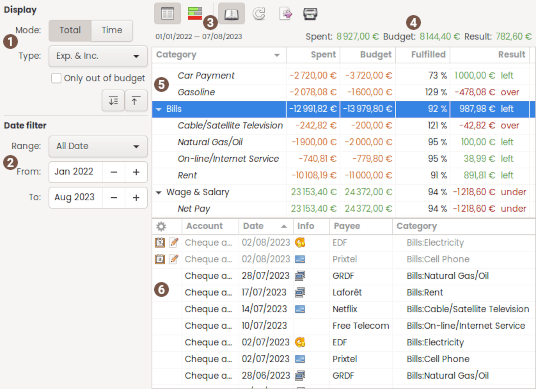 Display
Mode: Total Time
1
Type: Exp. & Inc.
Only out of budget
Date filter
Range: All Date
2
From: Jan 2022 − +
To: Aug 2023 − +
3
4
01/01/2022 — 07/08/2023 Spent: 8 927,00 € Budget: 8 144,40 € Result: 782,60 €
Category Spent Budget Fulfilled Result
5
Car Payment −2 720,00 € −3 720,00 € 73 % 1 000,00 € left
Gasoline −2 078,08 € −1 600,00 € 129 % −478,08 € over
Bills −12 991,82 € −13 979,80 € 92 % 987,98 € left
Cable/Satellite Television −242,82 € −200,00 € 121 % −42,82 € over
Natural Gas/Oil −1 900,00 € −2 000,00 € 95 % 100,00 € left
On-line/Internet Service −740,81 € −779,80 € 95 % 38,99 € left
Rent −10 108,19 € −11 000,00 € 91 % 891,81 € left
Wage & Salary 23 153,40 € 24 372,00 € 94 % −1 218,60 € under
Net Pay 23 153,40 € 24 372,00 € 94 % −1 218,60 € under
Account Date Info Payee Category
Cheque a... 02/08/2023 EDF Bills:Electricity
Cheque a... 02/08/2023 Prixtel Bills:Cell Phone
Cheque a... 28/07/2023 GRDF Bills:Natural Gas/Oil
6
Cheque a... 17/07/2023 Laforêt Bills:Rent
Cheque a... 14/07/2023 Netflix Bills:Cable/Satellite Television
Cheque a... 10/07/2023 Free Telecom Bills:On-line/Internet Service
Cheque a... 02/07/2023 EDF Bills:Electricity
Cheque a... 02/07/2023 Prixtel Bills:Cell Phone
Cheque a... 28/06/2023 GRDF Bills:Natural Gas/Oil